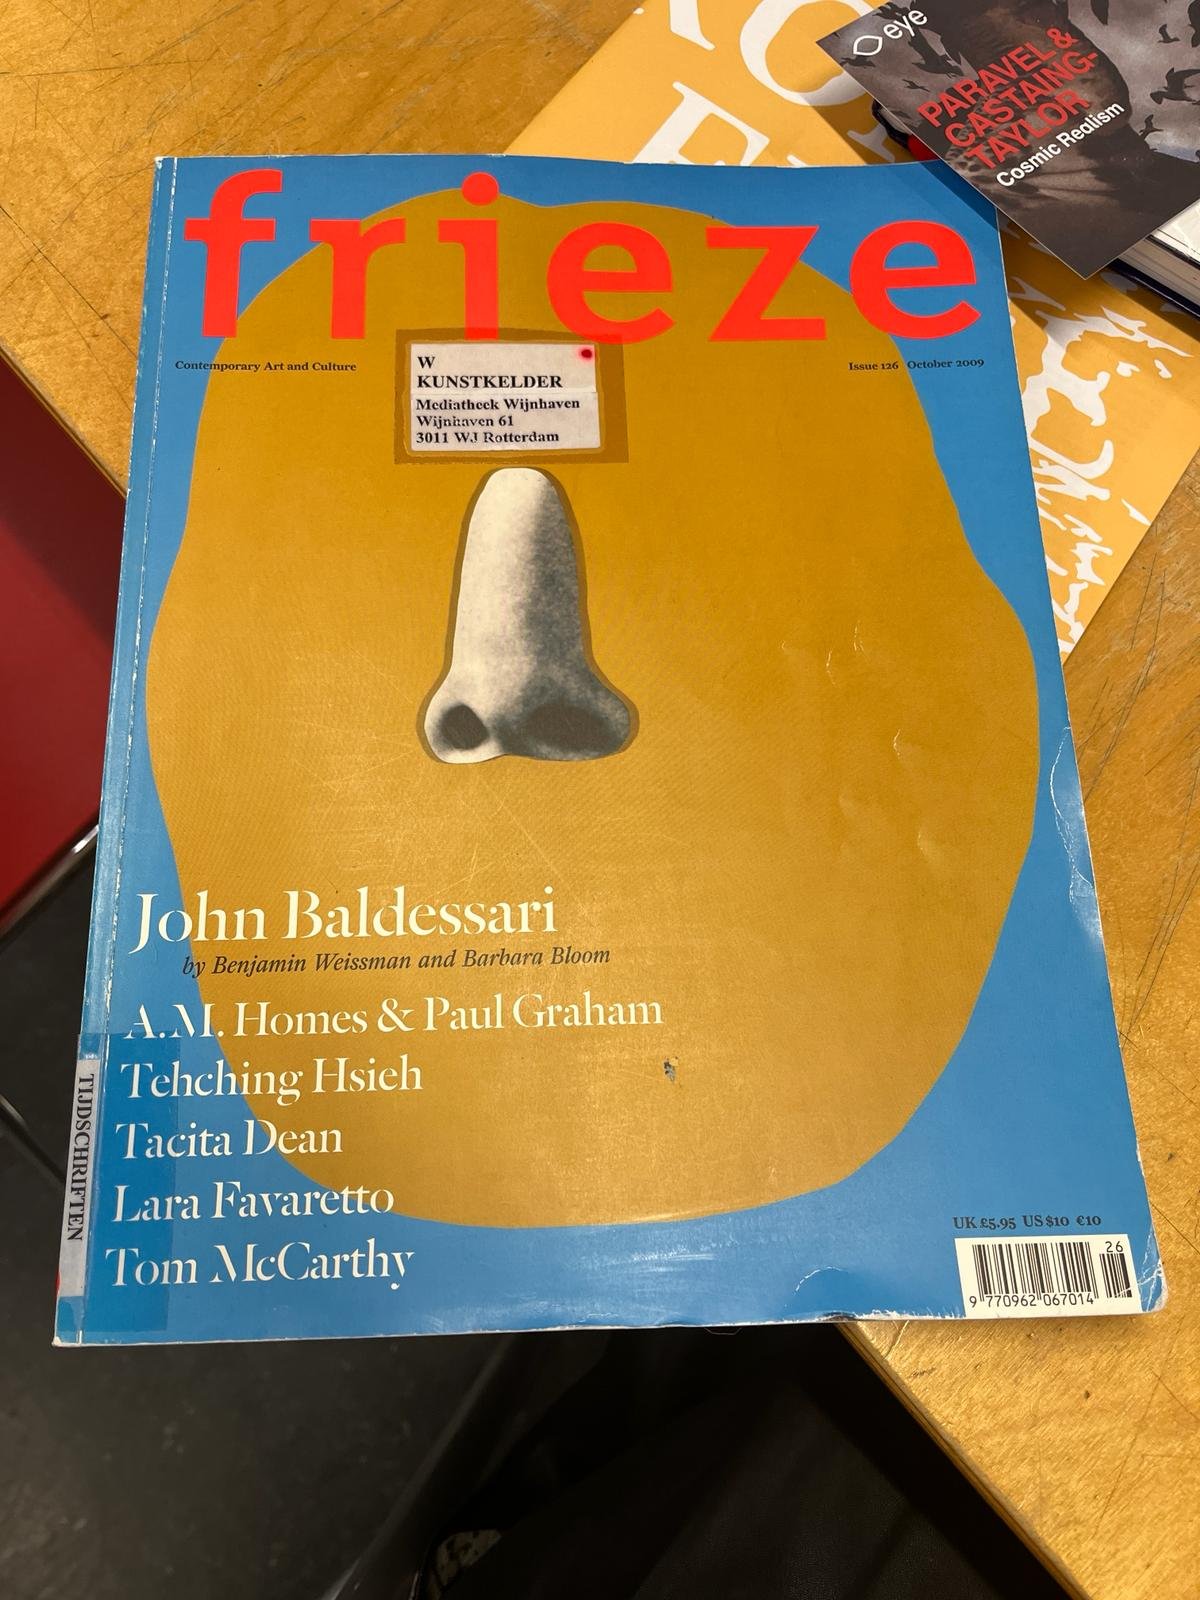 eye
PARAVEL &
CASTAING-
TAYLOR
Cosmic Realism
frieze
Contemporary Art and Culture
Issue 126 October 2009
W
KUNSTKELDER
Mediatheek Wijnhaven
Wijnhaven 61
3011 WJ Rotterdam
John Baldessari
by Benjamin Weissman and Barbara Bloom
A.M. Homes & Paul Graham
Tehching Hsieh
Tacita Dean
Lara Favaretto
Tom McCarthy
TIJDSCHRIFTEN
UK £5.95 US $10 €10
26
9 770962 067014